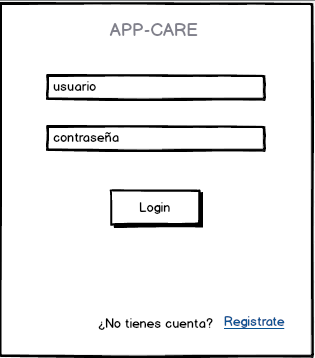 APP-CARE
usuario
contraseña
Login
¿No tienes cuenta? Registrate